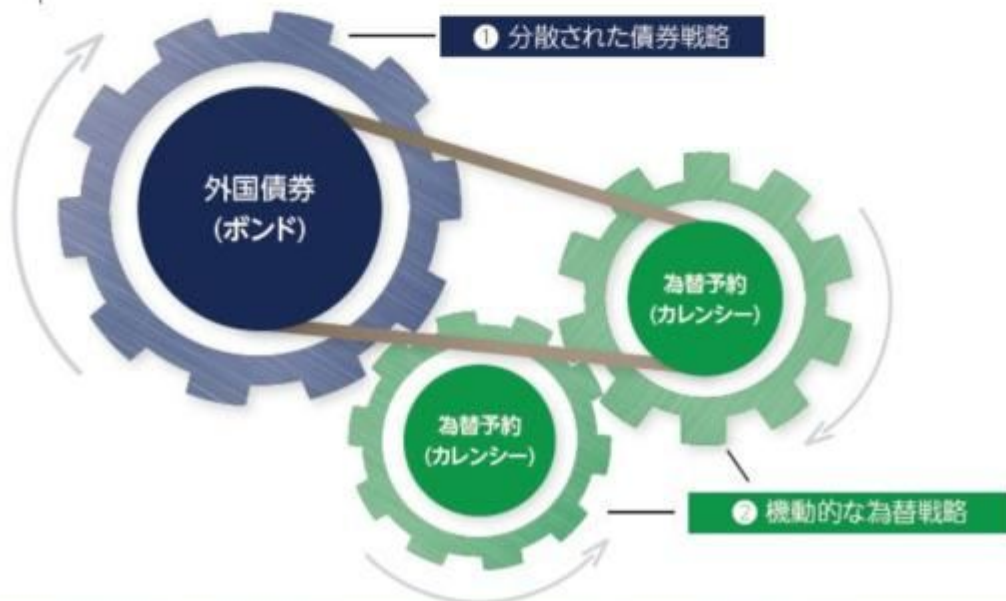 ❶ 分散された債券戦略
外国債券
(ボンド)
為替予約
(カレンシー)
為替予約
(カレンシー)
❷ 機動的な為替戦略